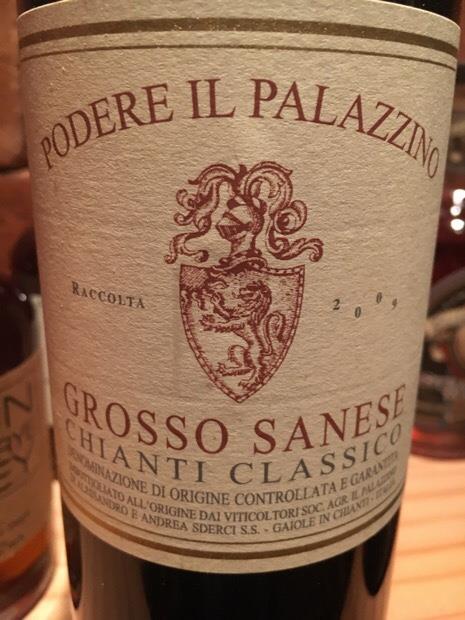 PODERE IL PALAZZINO
RACCOLTA 2009
GROSSO SANESE
CHIANTI CLASSICO
DENOMINAZIONE DI ORIGINE CONTROLLATA E GARANTITA
IMBOTTIGLIATO ALL'ORIGINE DAI VITICOLTORI SOC. AGR. IL PALAZZINO
D'ALESSANDRO E ANDREA SDERCI S.S. - GAIOLE IN CHIANTI - ITALIA